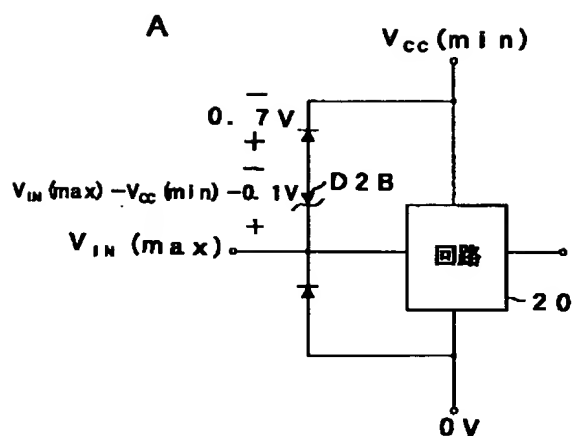 A
Vcc(min)
−
0.7V
+
−
VIN(max)−Vcc(min)−0.1V
D2B
+
VIN(max)
回路
20
0V